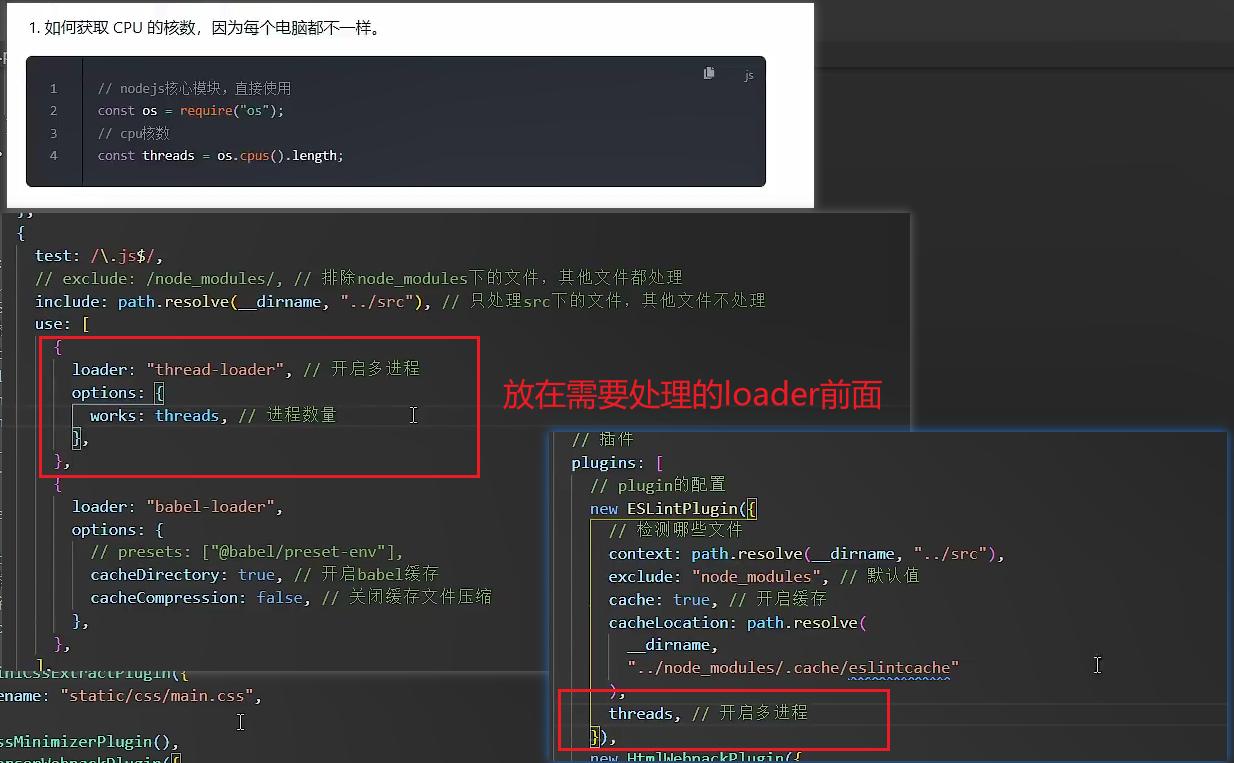 1. 如何获取 CPU 的核数，因为每个电脑都不一样。
js
1 // nodejs核心模块，直接使用
2 const os = require("os");
3 // cpu核数
4 const threads = os.cpus().length;
},
{
test: /\.js$/,
// exclude: /node_modules/, // 排除node_modules下的文件，其他文件都处理
include: path.resolve(__dirname, "../src"), // 只处理src下的文件，其他文件不处理
use: [
{
loader: "thread-loader", // 开启多进程
options: {
works: threads, // 进程数量
},
},
放在需要处理的loader前面
{
loader: "babel-loader",
options: {
// presets: ["@babel/preset-env"],
cacheDirectory: true, // 开启babel缓存
cacheCompression: false, // 关闭缓存文件压缩
},
},
],
niCssExtractPlugin({
ename: "static/css/main.css",
ssMinimizerPlugin(),
// 插件
plugins: [
// plugin的配置
new ESLintPlugin({
// 检测哪些文件
context: path.resolve(__dirname, "../src"),
exclude: "node_modules", // 默认值
cache: true, // 开启缓存
cacheLocation: path.resolve(
__dirname,
"../node_modules/.cache/eslintcache"
),
threads, // 开启多进程
}),
new HtmlWebpackPlugin({